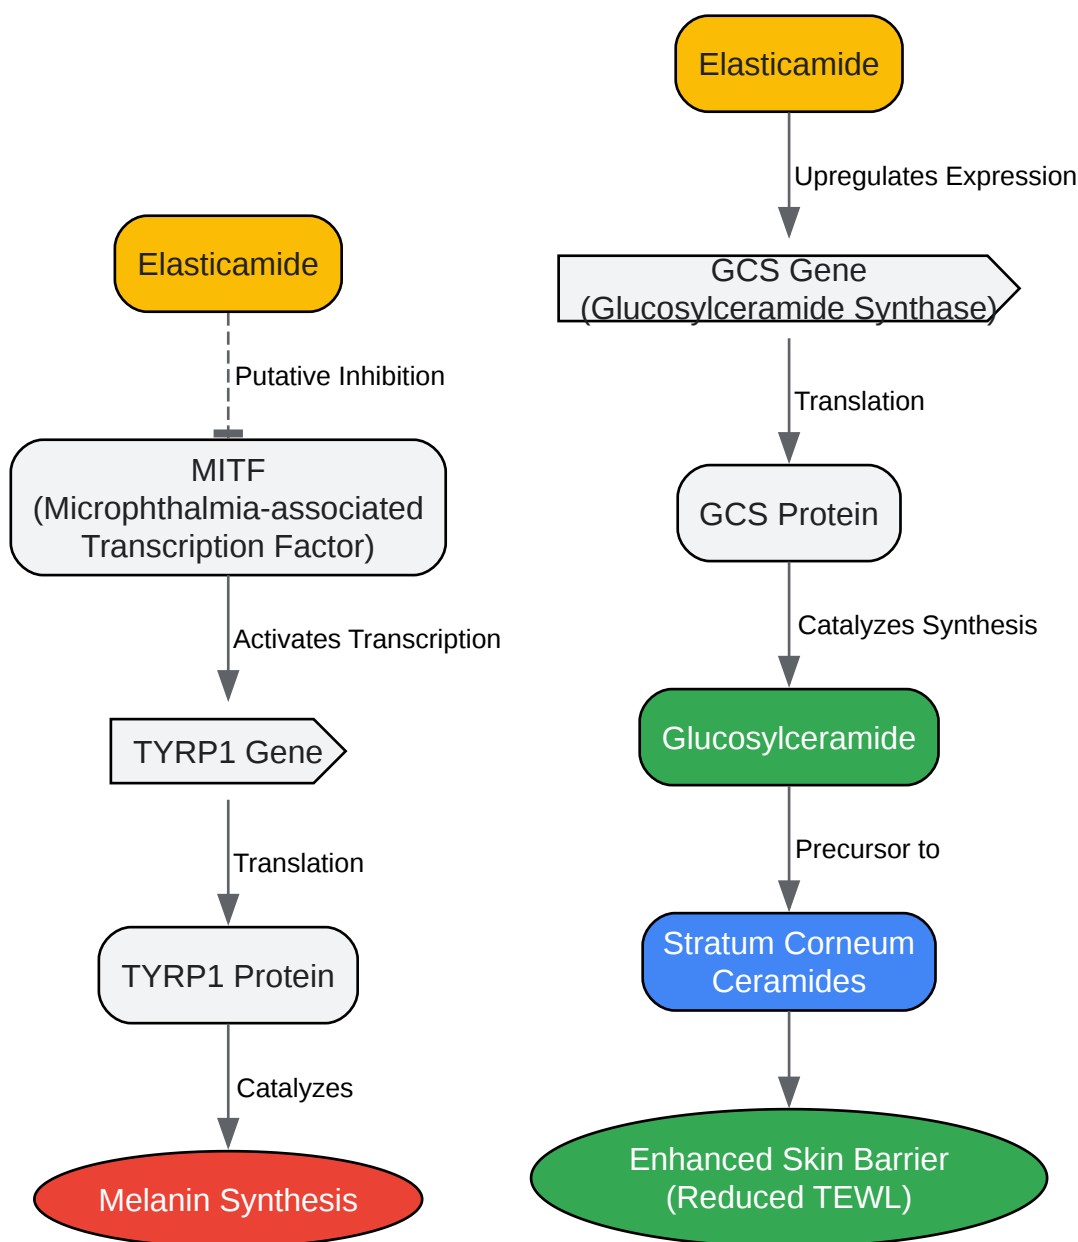 Elasticamide
Putative Inhibition
MITF
(Microphthalmia-associated
Transcription Factor)
Activates Transcription
TYRP1 Gene
Translation
TYRP1 Protein
Catalyzes
Melanin Synthesis
Elasticamide
Upregulates Expression
GCS Gene
(Glucosylceramide Synthase)
Translation
GCS Protein
Catalyzes Synthesis
Glucosylceramide
Precursor to
Stratum Corneum
Ceramides
Enhanced Skin Barrier
(Reduced TEWL)